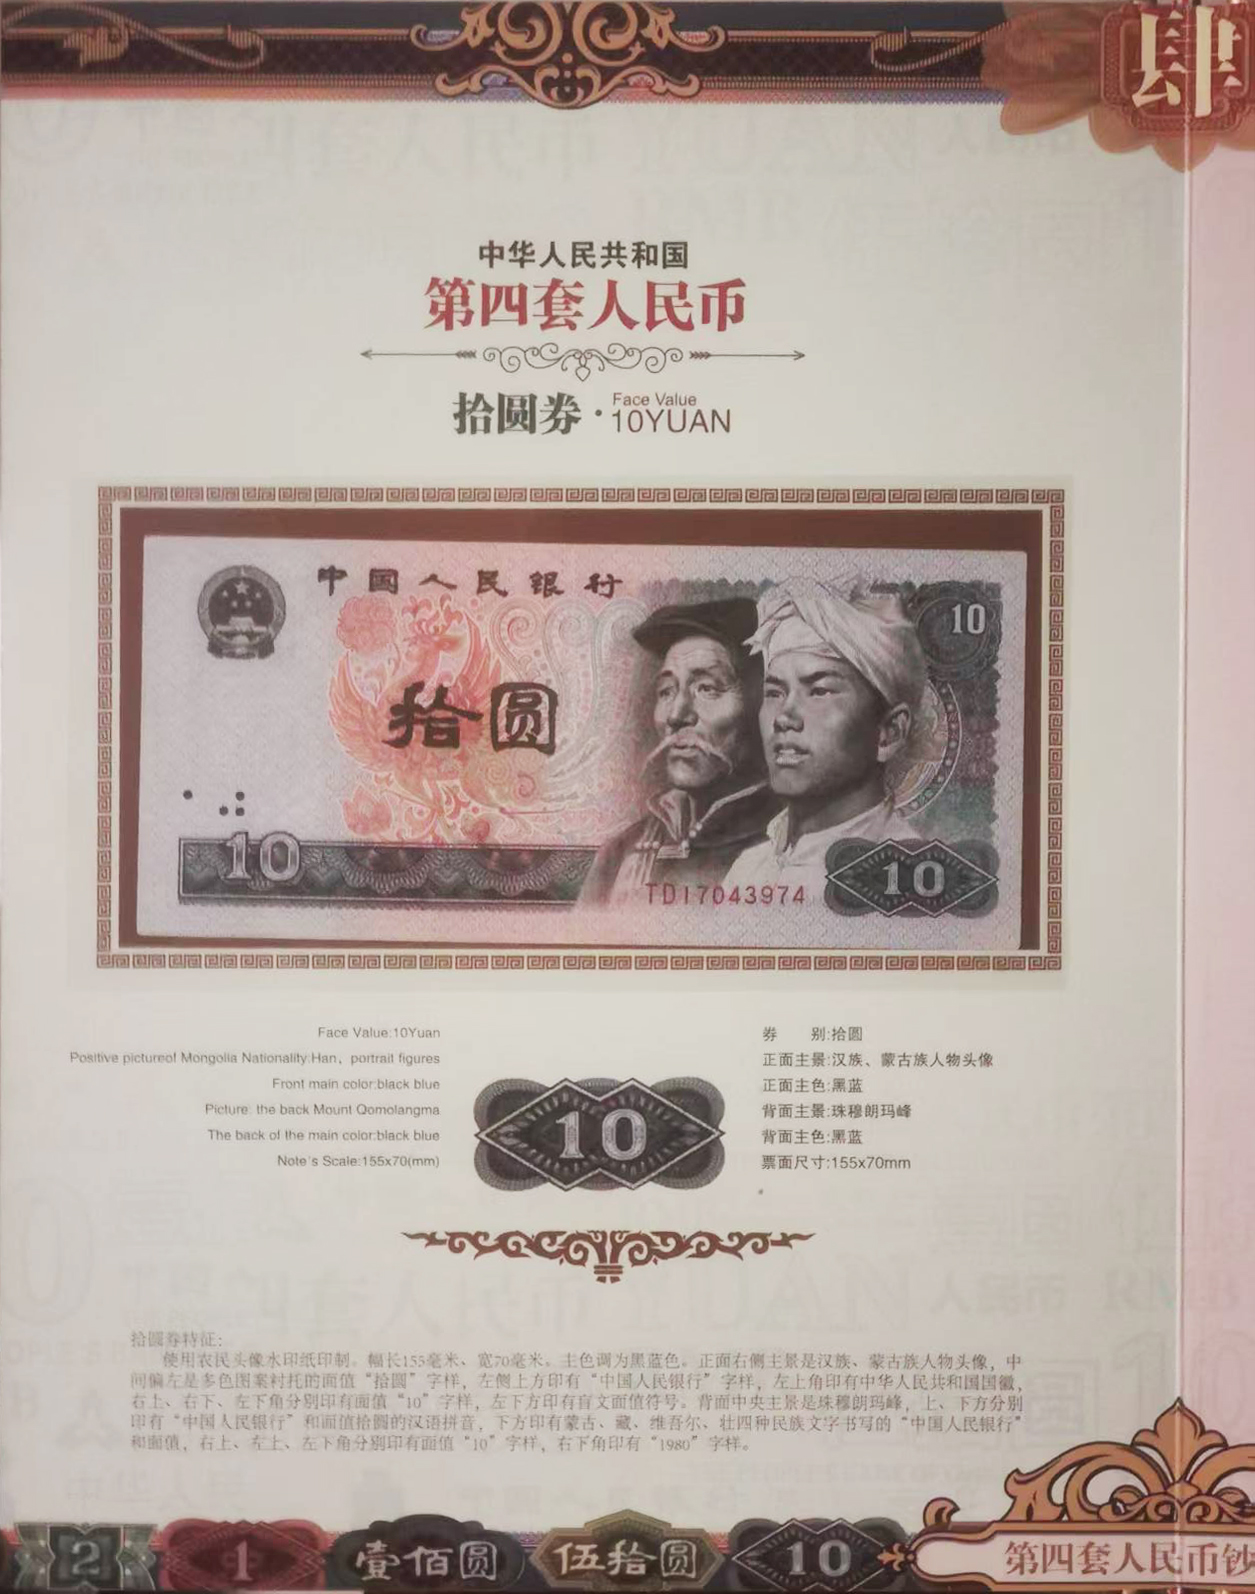 肆
中华人民共和国
第四套人民币
拾圆券·Face Value
10YUAN
中国人民银行
10
拾圆
10
TD17043974
10
Face Value:10Yuan
Positive pictureof Mongolia Nationality:Han, portrait figures
Front main color:black blue
Picture: the back Mount Qomolangma
The back of the main color:black blue
Note's Scale:155x70(mm)
10
券 别:拾圆
正面主景:汉族、蒙古族人物头像
正面主色:黑蓝
背面主景:珠穆朗玛峰
背面主色:黑蓝
票面尺寸:155x70mm
拾圆券特征:
使用农民头像水印纸印制。幅长155毫米、宽70毫米。主色调为黑蓝色。正面右侧主景是汉族、蒙古族人物头像，中
间偏左是多色图案衬托的面值“拾圆”字样，左侧上方印有“中国人民银行”字样，左上角印有中华人民共和国国徽，
右上、右下、左下角分别印有面值“10”字样，左下方印有盲文面值符号。背面中央主景是珠穆朗玛峰，上、下方分别
印有“中国人民银行”和面值拾圆的汉语拼音，下方印有蒙古、藏、维吾尔、壮四种民族文字书写的“中国人民银行”
和面值，右上、左上、左下角分别印有面值“10”字样，右下角印有“1980”字样。
2
1
壹佰圆
伍拾圆
10
第四套人民币钞